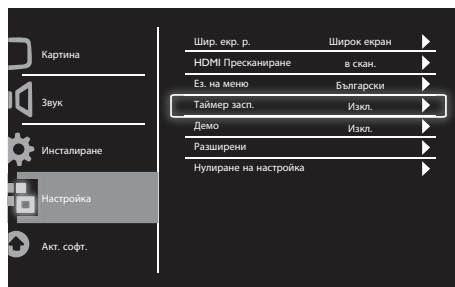 Картина
Звук
Инсталиране
Настройка
Акт. софт.
Шир. екр. р. Широк екран
HDMI Пресканиране в скан.
Ез. на меню Български
Таймер засп. Изкл.
Демо Изкл.
Разширени
Нулиране на настройка